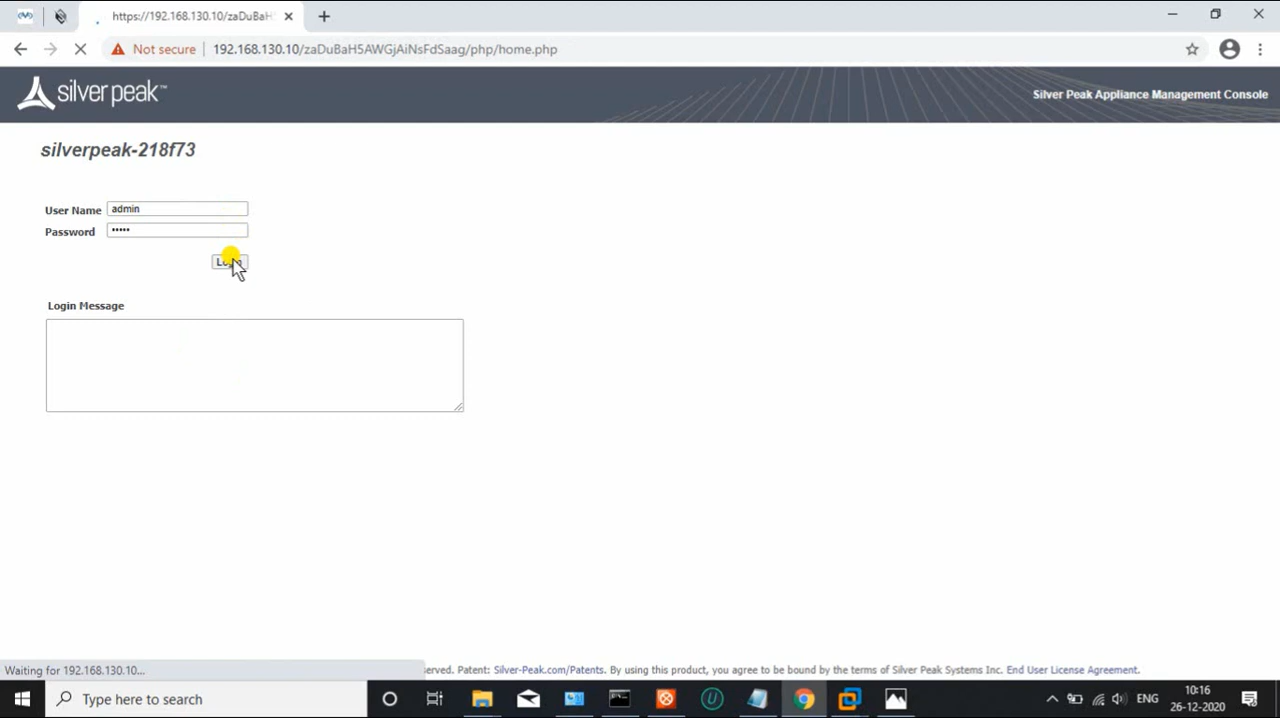 https://192.168.130.10/zaDuBaH5
Not secure
192.168.130.10/zaDuBaH5AWGjAiNsFdSaag/php/home.php
silver peak™
Silver Peak Appliance Management Console
silverpeak-218f73
User Name
admin
Password
•••••
Login Message
Waiting for 192.168.130.10...
served. Patent: Silver-Peak.com/Patents. By using this product, you agree to be bound by the terms of Silver Peak Systems Inc. End User License Agreement.
Type here to search
ENG
10:16
26-12-2020